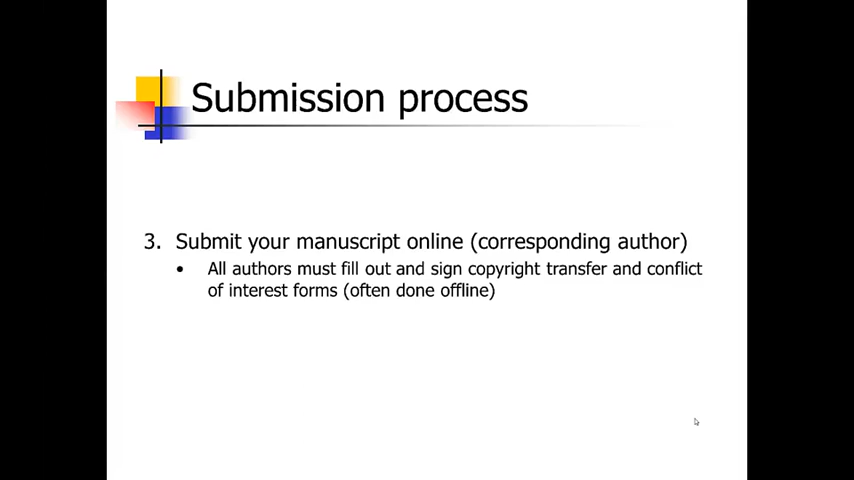 Submission process
3. Submit your manuscript online (corresponding author)
• All authors must fill out and sign copyright transfer and conflict
of interest forms (often done offline)